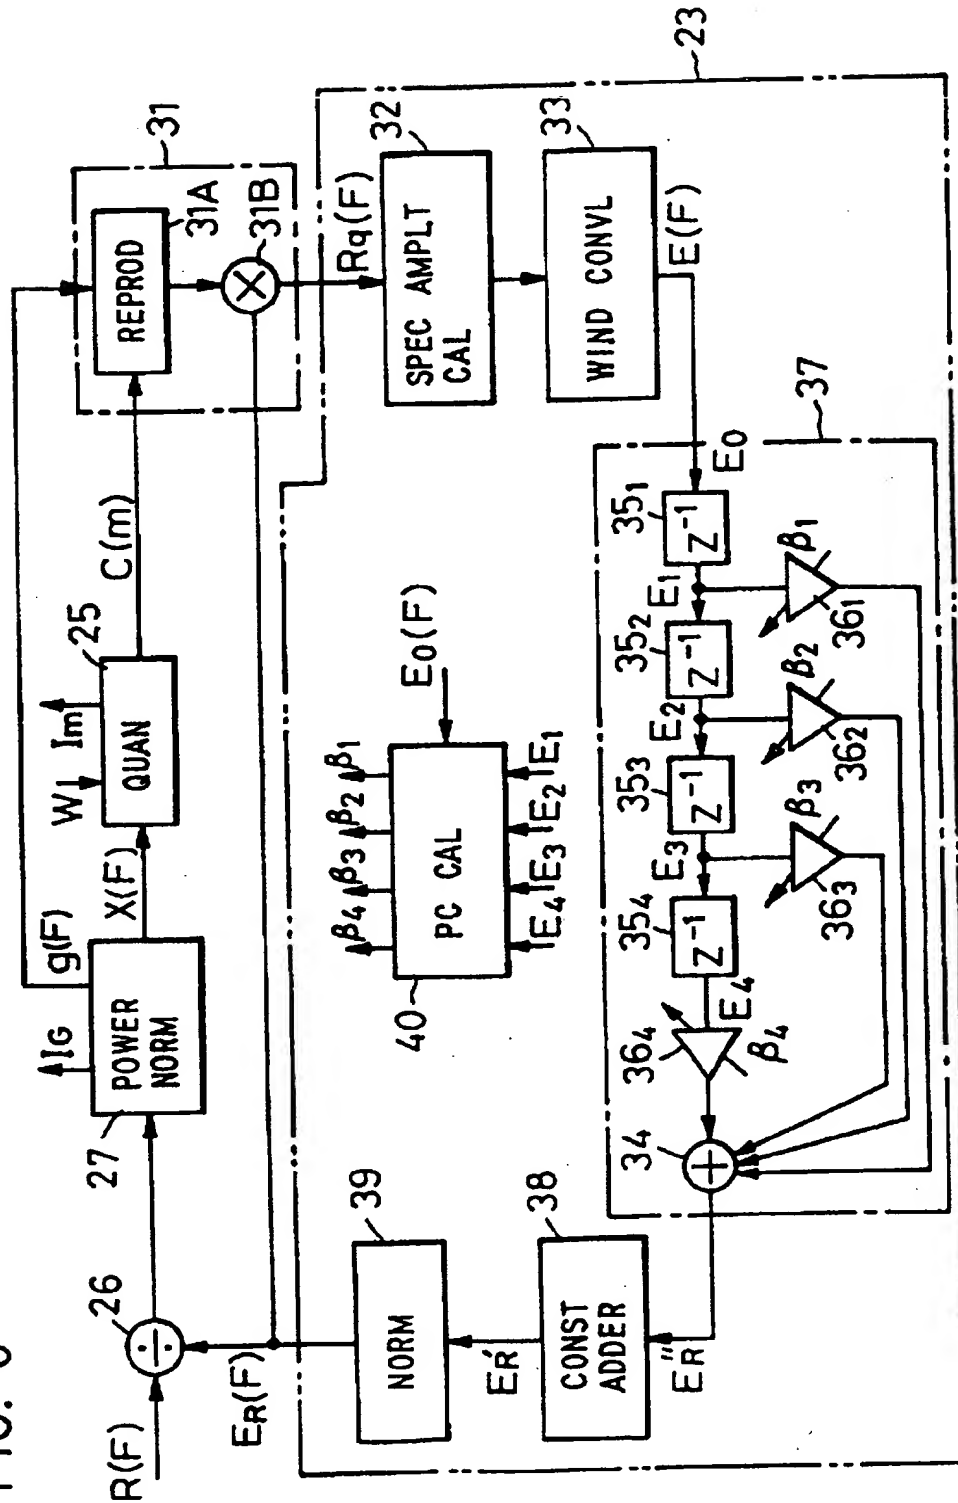 FIG.
R(F)
26
27
POWER
NORM
IG
g(F)
X(F)
W
Im
25
QUAN
C(m)
REPROD
31
31A
31B
ER(F)
Rq(F)
39
NORM
ER'
38
CONST
ADDER
ER"
40
PC CAL
β4 β3 β2 β1
E4 E3 E2 E1
E0(F)
32
SPEC AMPLT
CAL
33
WIND CONVL
E(F)
23
37
34
364
β4
E4
354
Z-1
E3
353
Z-1
E2
352
Z-1
E1
351
Z-1
E0
363
β3
362
β2
361
β1